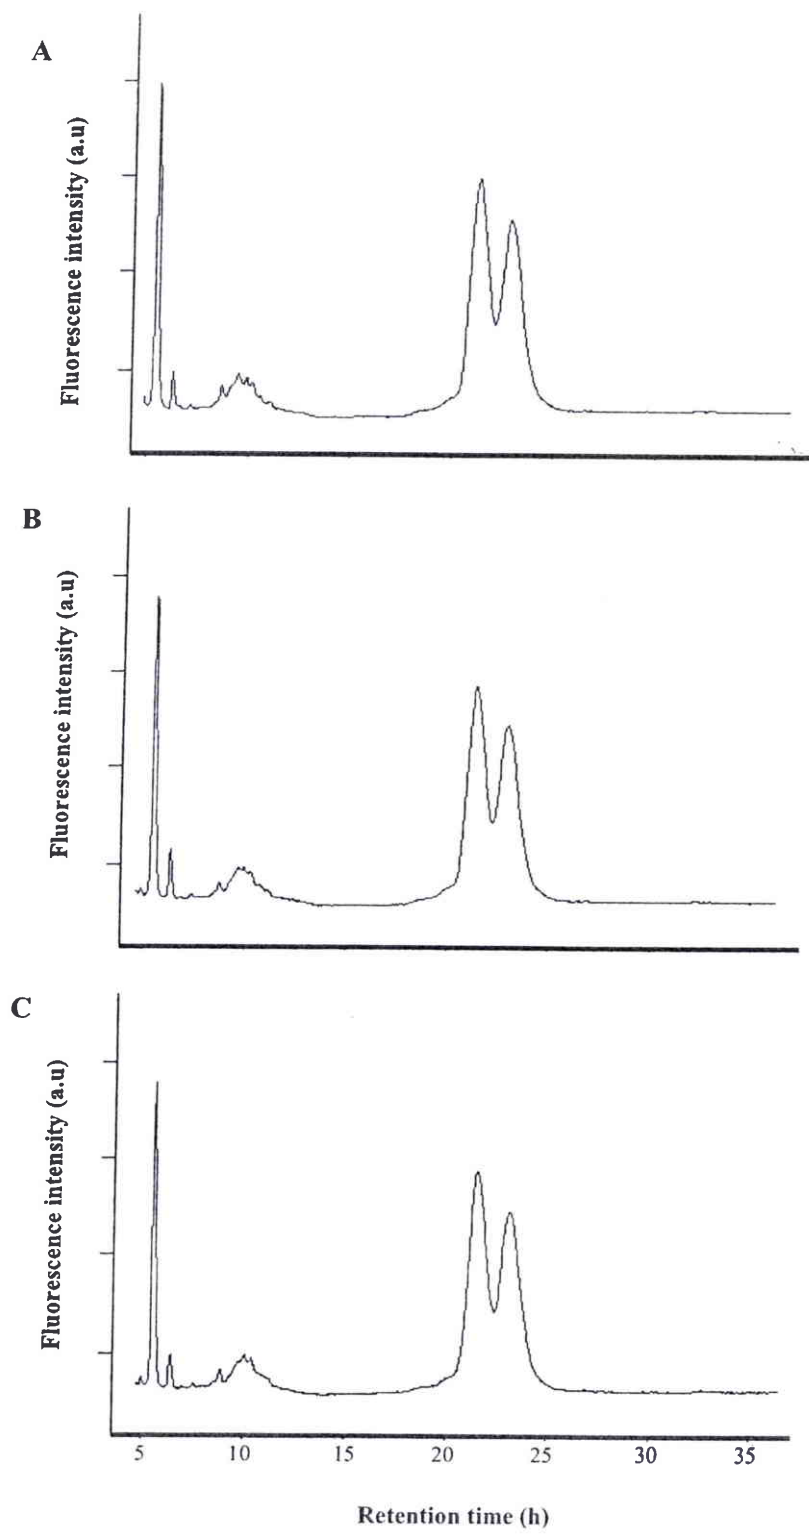 A
Fluorescence intensity (a.u)
B
Fluorescence intensity (a.u)
C
Fluorescence intensity (a.u)
5 10 15 20 25 30 35
Retention time (h)